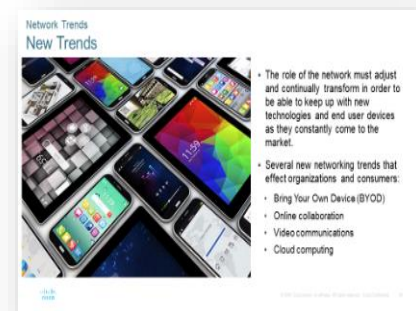 Network Trends
New Trends
• The role of the network must adjust
and continually transform in order to
be able to keep up with new
technologies and end user devices
as they constantly come to the
market.
• Several new networking trends that
effect organizations and consumers:
• Bring Your Own Device (BYOD)
• Online collaboration
• Video communications
• Cloud computing
11:59